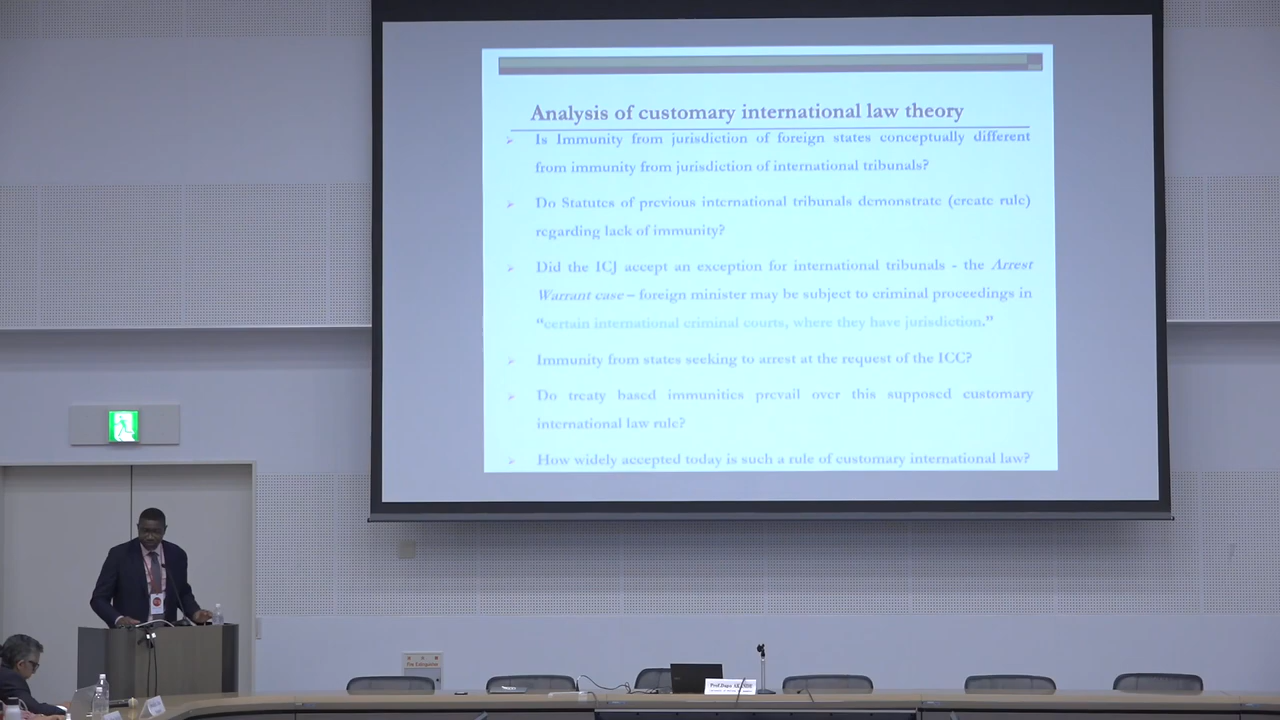 Analysis of customary international law theory
Is Immunity from jurisdiction of foreign states conceptually different
from immunity from jurisdiction of international tribunals?
Do Statutes of previous international tribunals demonstrate (create rule)
regarding lack of immunity?
Did the ICJ accept an exception for international tribunals - the Arrest
Warrant case – foreign minister may be subject to criminal proceedings in
“certain international criminal courts, where they have jurisdiction.”
Immunity from states seeking to arrest at the request of the ICC?
Do treaty based immunities prevail over this supposed customary
international law rule?
How widely accepted today is such a rule of customary international law?
Fire Extinguisher
Prof.Dapo AKANDE